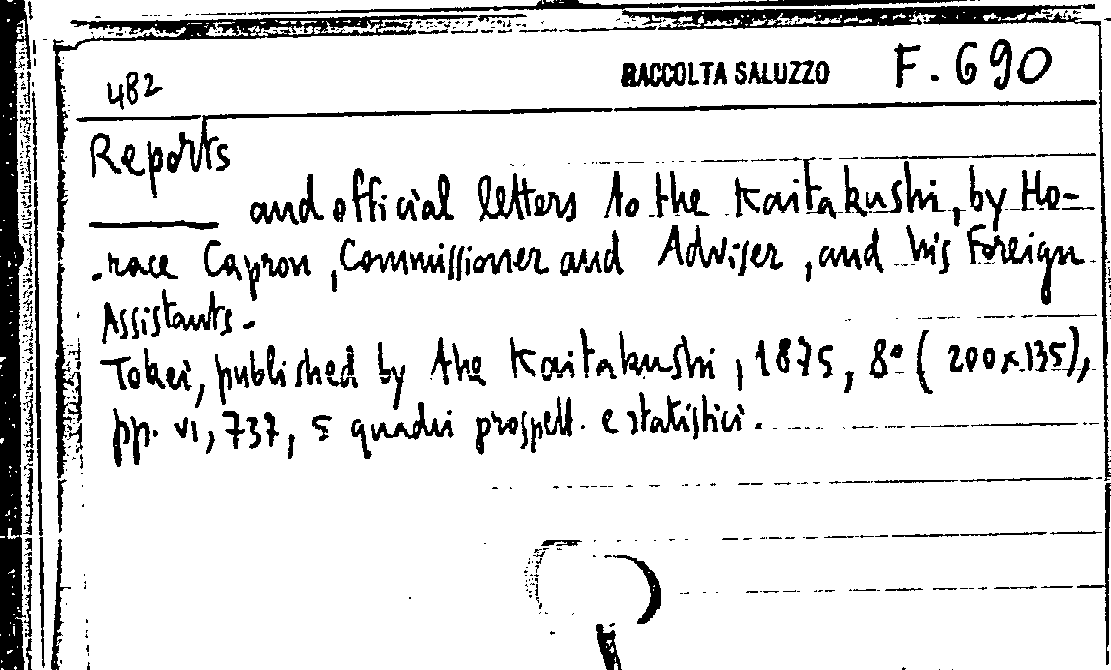 482 RACCOLTA SALUZZO F. 690
Reports
and official letters to the Kaitakushi, by Ho-
-race Capron, Commissioner and Adviser, and his Foreign
Assistants.
Tokei, published by the Kaitakushi, 1875, 8° (200x135),
pp. VI, 737, 5 quadri prospett. e statistici.